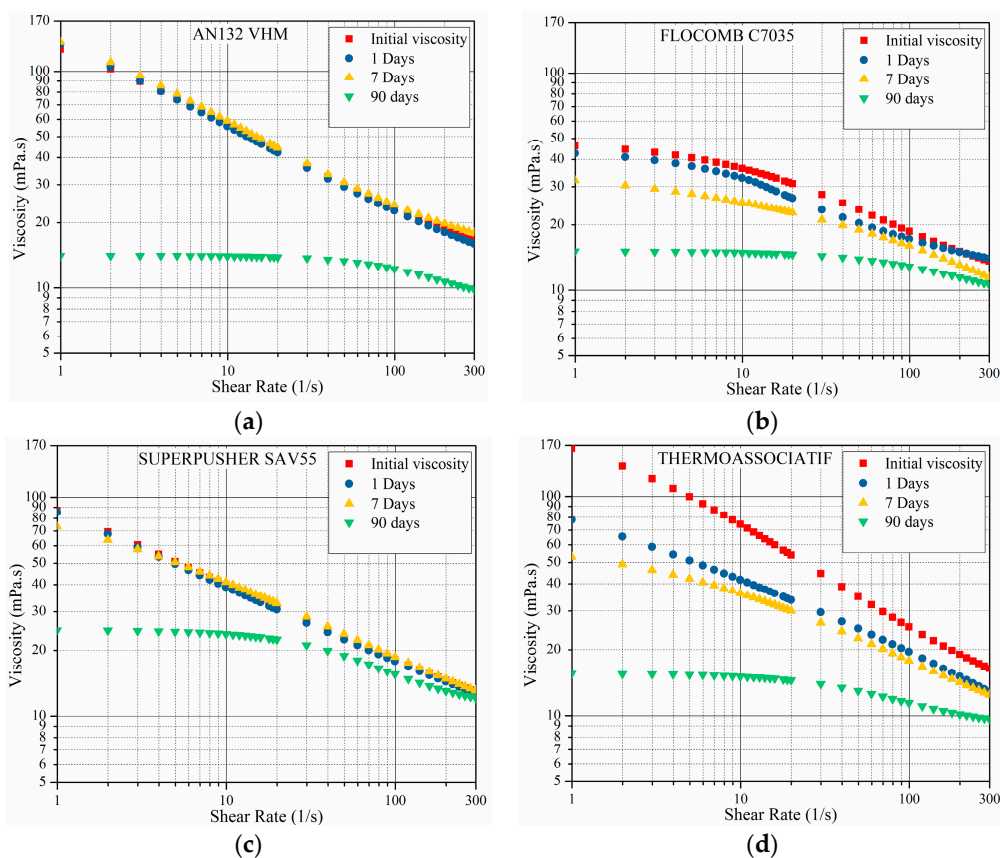 AN132 VHM
Initial viscosity
1 Days
7 Days
90 days
170
100
90
80
70
60
50
40
30
20
10
9
8
7
6
5
Viscosity (mPa.s)
1
10
100
300
Shear Rate (1/s)
(a)
FLOCOMB C7035
Initial viscosity
1 Days
7 Days
90 days
170
100
90
80
70
60
50
40
30
20
10
9
8
7
6
5
Viscosity (mPa.s)
1
10
100
300
Shear Rate (1/s)
(b)
SUPERPUSHER SAV55
Initial viscosity
1 Days
7 Days
90 days
170
100
90
80
70
60
50
40
30
20
10
9
8
7
6
5
Viscosity (mPa.s)
1
10
100
300
Shear Rate (1/s)
(c)
THERMOASSOCIATIF
Initial viscosity
1 Days
7 Days
90 days
170
100
90
80
70
60
50
40
30
20
10
9
8
7
6
5
Viscosity (mPa.s)
1
10
100
300
Shear Rate (1/s)
(d)